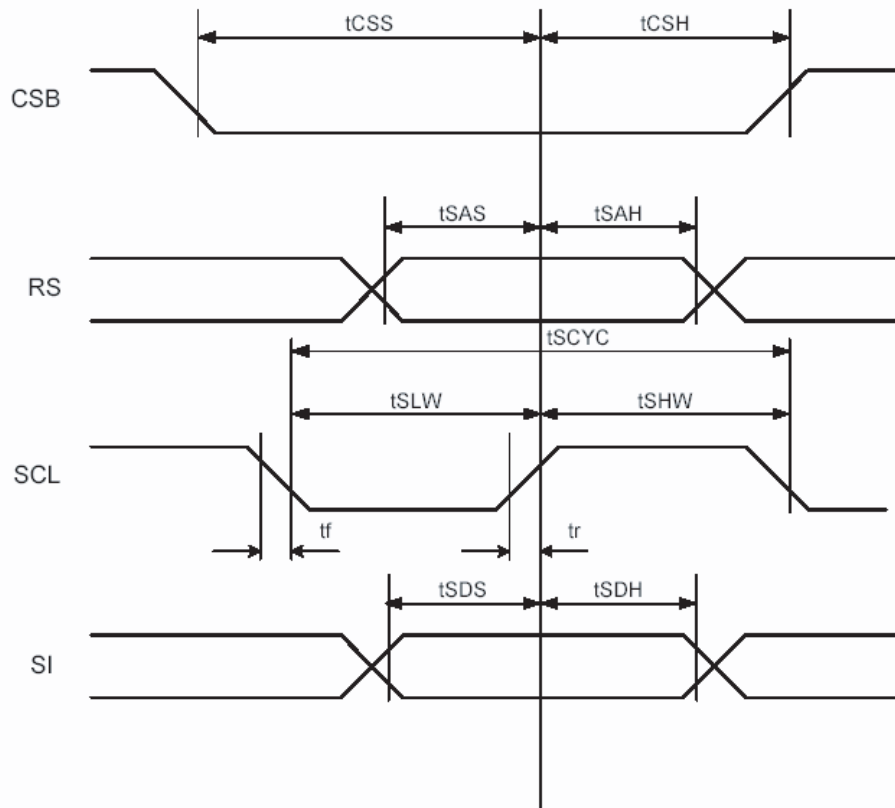 tCSS tCSH
CSB
tSAS tSAH
RS
tSCYC
tSLW tSHW
SCL
tf tr
tSDS tSDH
SI